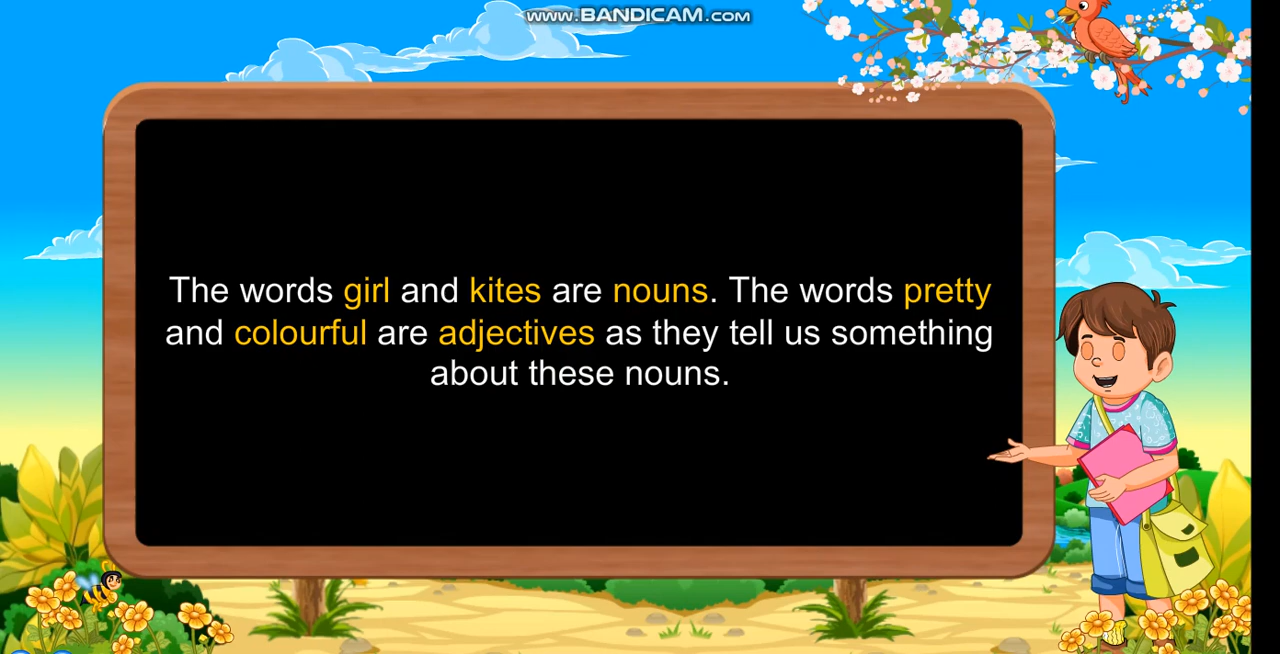 www.BANDICAM.com
The words girl and kites are nouns. The words pretty
and colourful are adjectives as they tell us something
about these nouns.